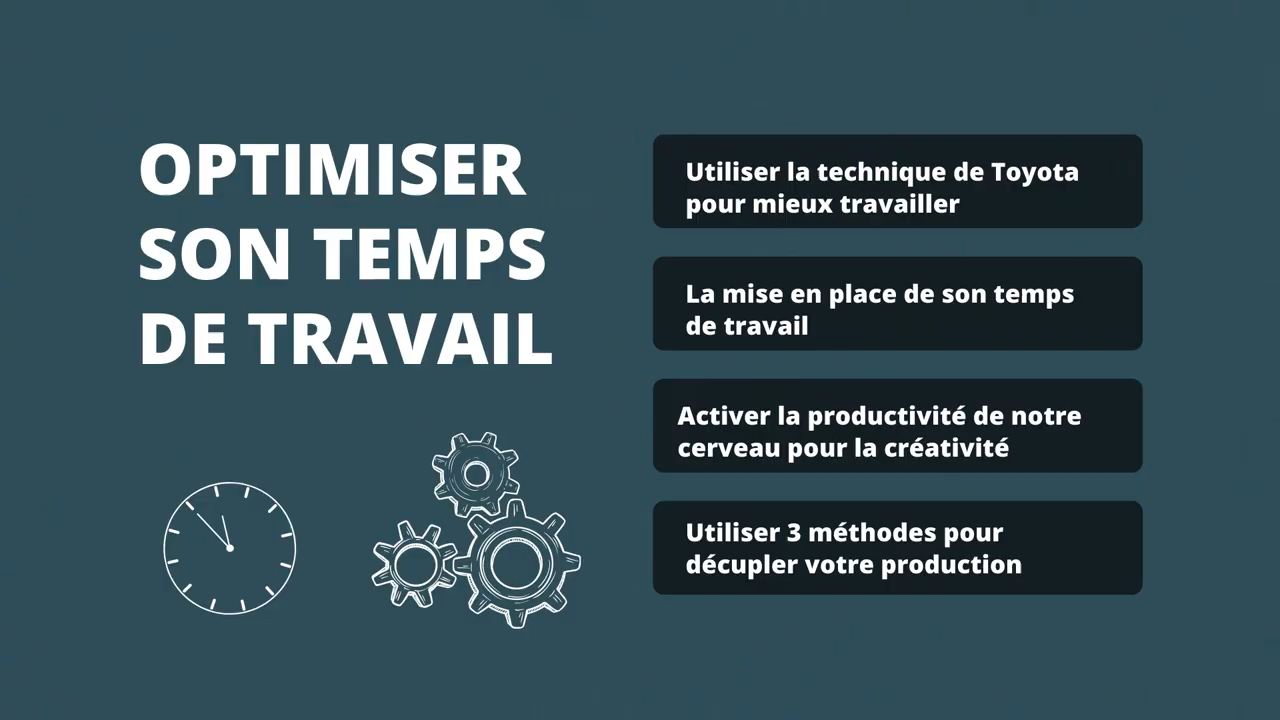 OPTIMISER
SON TEMPS
DE TRAVAIL
Utiliser la technique de Toyota
pour mieux travailler
La mise en place de son temps
de travail
Activer la productivité de notre
cerveau pour la créativité
Utiliser 3 méthodes pour
décupler votre production